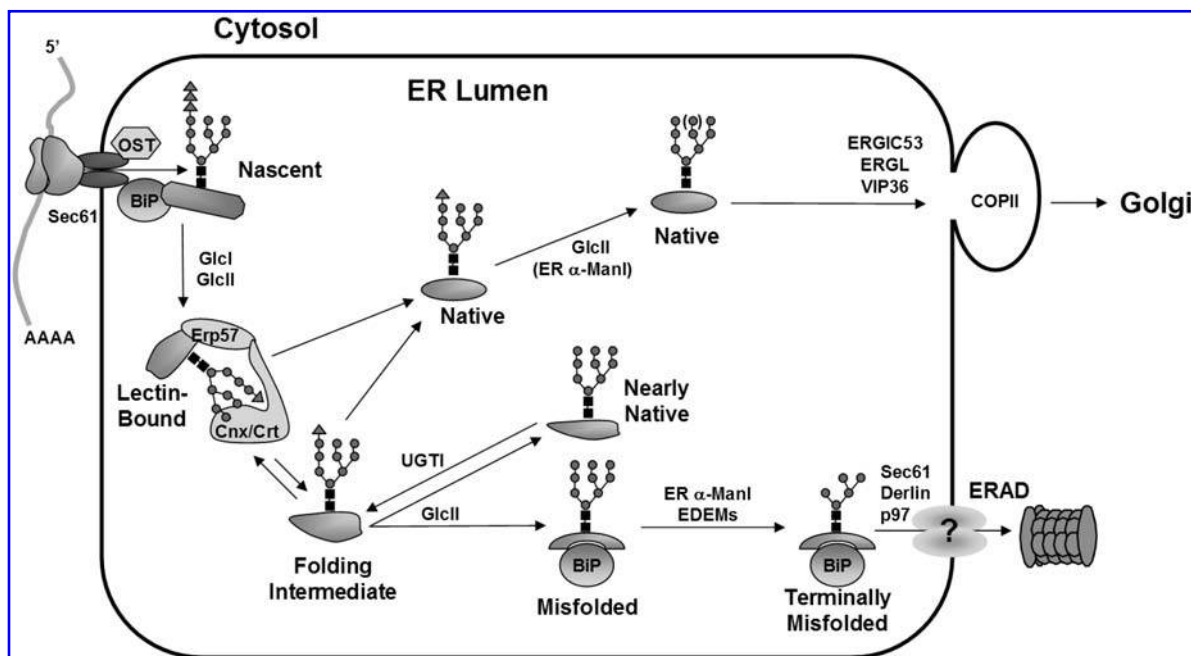 Cytosol
5’
ER Lumen
OST
Nascent
BiP
Sec61
GlcI
GlcII
AAAA
Erp57
Lectin-
Bound
Cnx/Crt
Native
GlcII
(ER α-ManI)
Native
ERGIC53
ERGL
VIP36
COPII
Golgi
Nearly
Native
UGTI
GlcII
Folding
Intermediate
BiP
Misfolded
ER α-ManI
EDEMs
BiP
Terminally
Misfolded
Sec61
Derlin
p97
?
ERAD